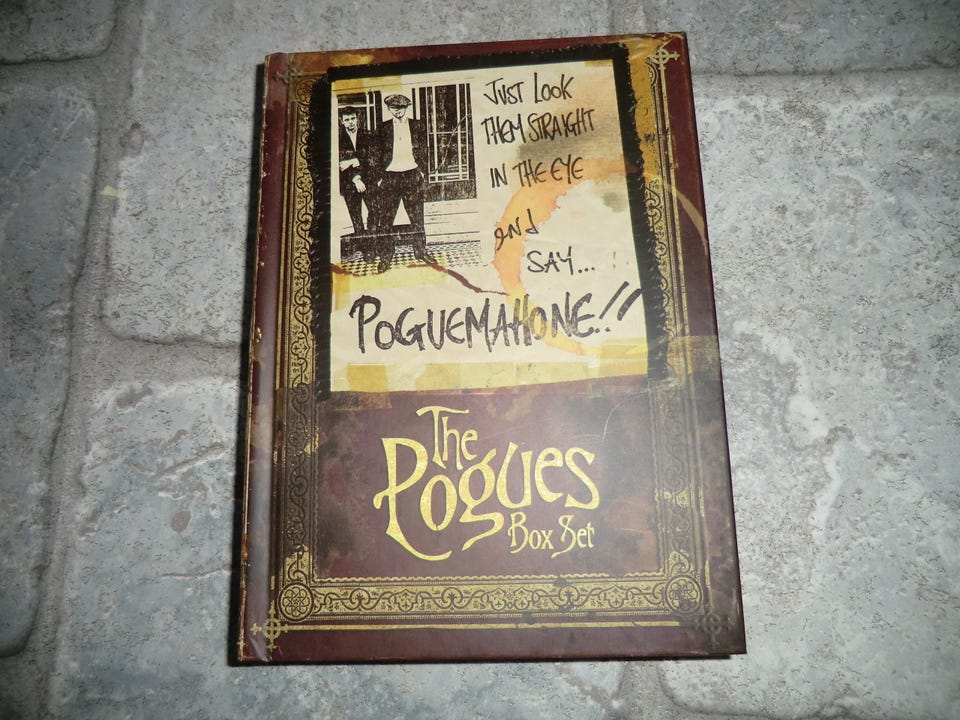 JUST LOOK
THEM STRAIGHT
IN THE EYE
and
SAY...
POGUEMAHONE!!
The
Pogues
Box Set